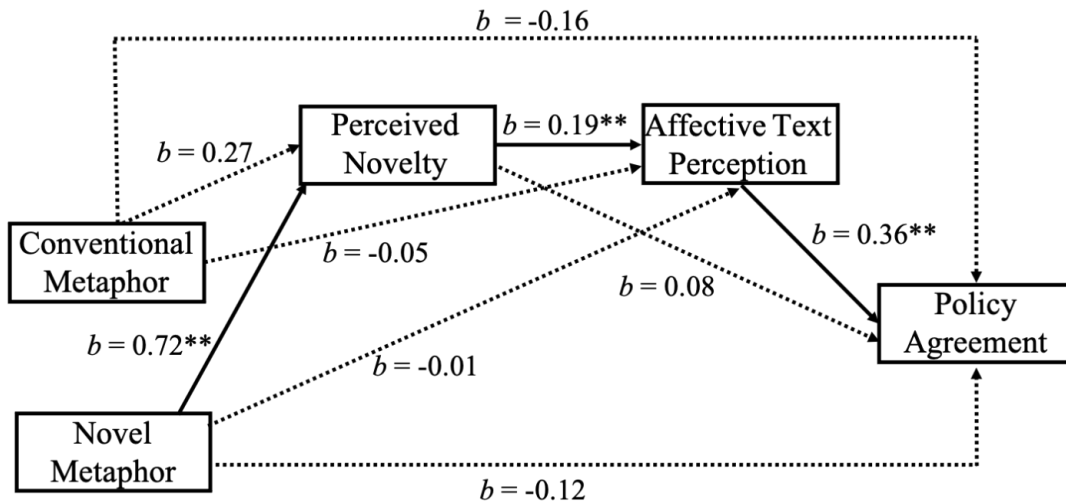 b = -0.16
Perceived
Novelty
b = 0.19**
Affective Text
Perception
b = 0.27
Conventional
Metaphor
b = -0.05
b = 0.36**
b = 0.08
Policy
Agreement
b = 0.72**
b = -0.01
Novel
Metaphor
b = -0.12